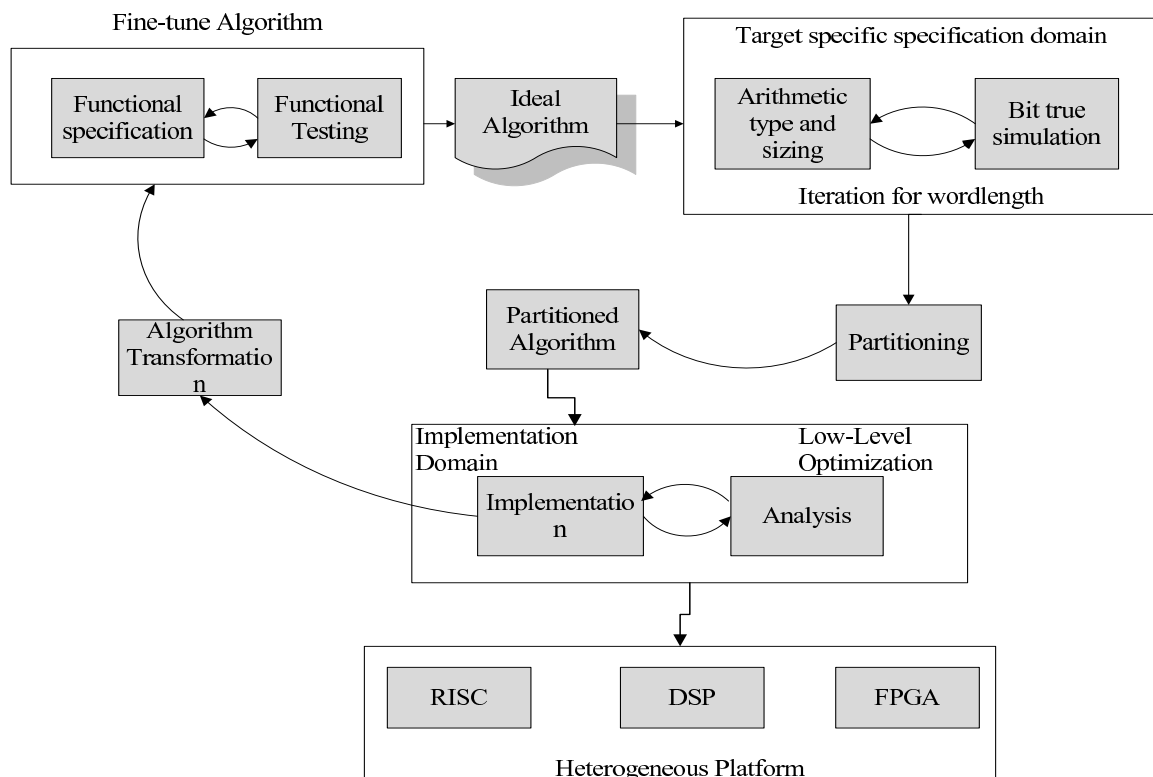 Fine-tune Algorithm
Functional
specification
Functional
Testing
Ideal
Algorithm
Target specific specification domain
Arithmetic
type and
sizing
Bit true
simulation
Iteration for wordlength
Algorithm
Transformatio
n
Partitioned
Algorithm
Partitioning
Implementation
Domain
Low-Level
Optimization
Implementatio
n
Analysis
RISC
DSP
FPGA
Heterogeneous Platform